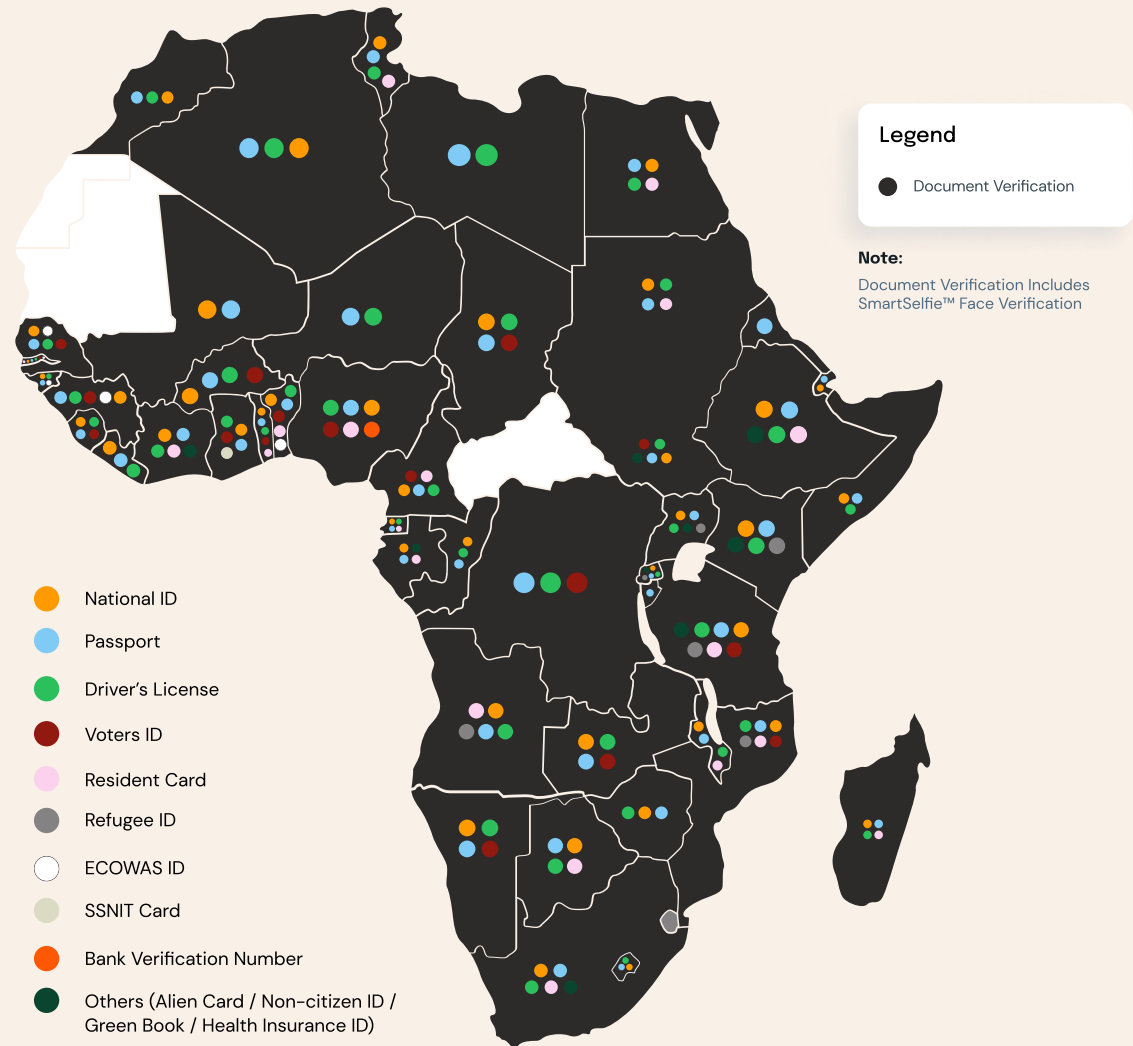 Legend
Document Verification
Note:
Document Verification Includes
SmartSelfie™ Face Verification
National ID
Passport
Driver’s License
Voters ID
Resident Card
Refugee ID
ECOWAS ID
SSNIT Card
Bank Verification Number
Others (Alien Card / Non-citizen ID /
Green Book / Health Insurance ID)